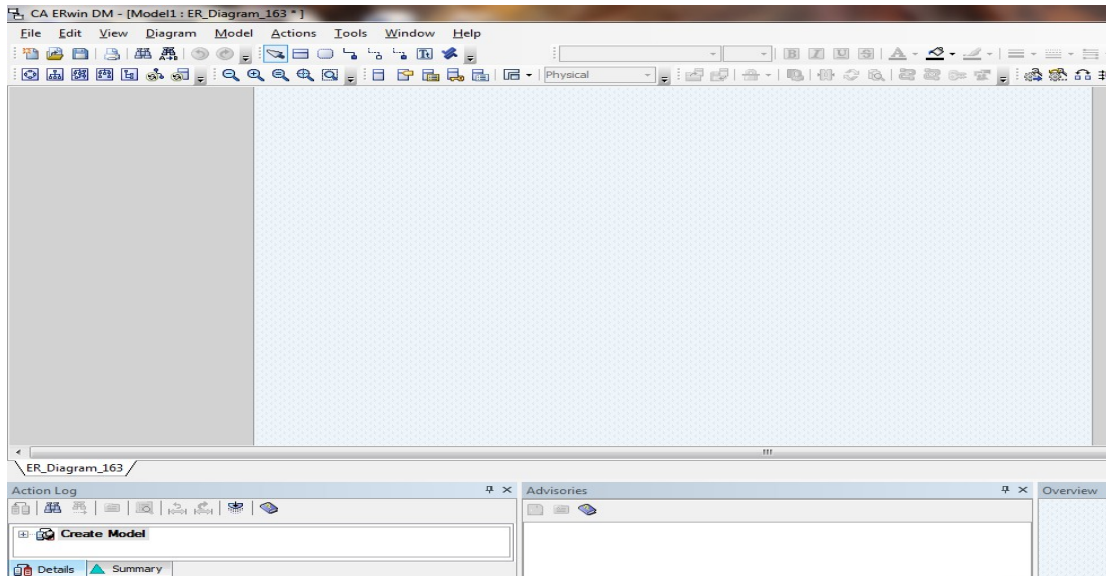 CA ERwin DM - [Model1 : ER_Diagram_163 * ]
File Edit View Diagram Model Actions Tools Window Help
Physical
ER_Diagram_163
Action Log
Advisories
Overview
Create Model
Details Summary